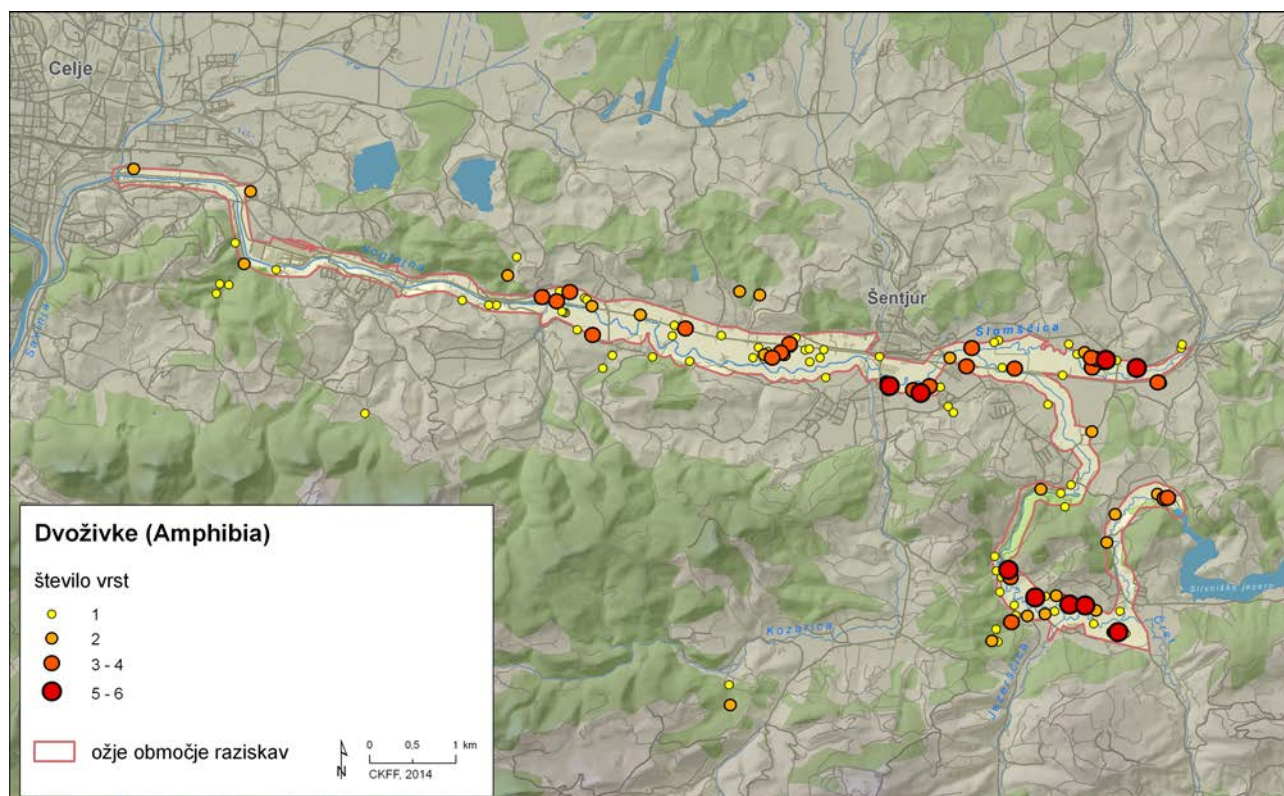 Celje
Voglajna
Savinja
Šentjur
Slomščica
Slivniško jezero
Črel
Kozarica
Jezerščica
Dvoživke (Amphibia)
število vrst
1
2
3 - 4
5 - 6
ožje območje raziskav
N
0 0,5 1 km
CKFF, 2014